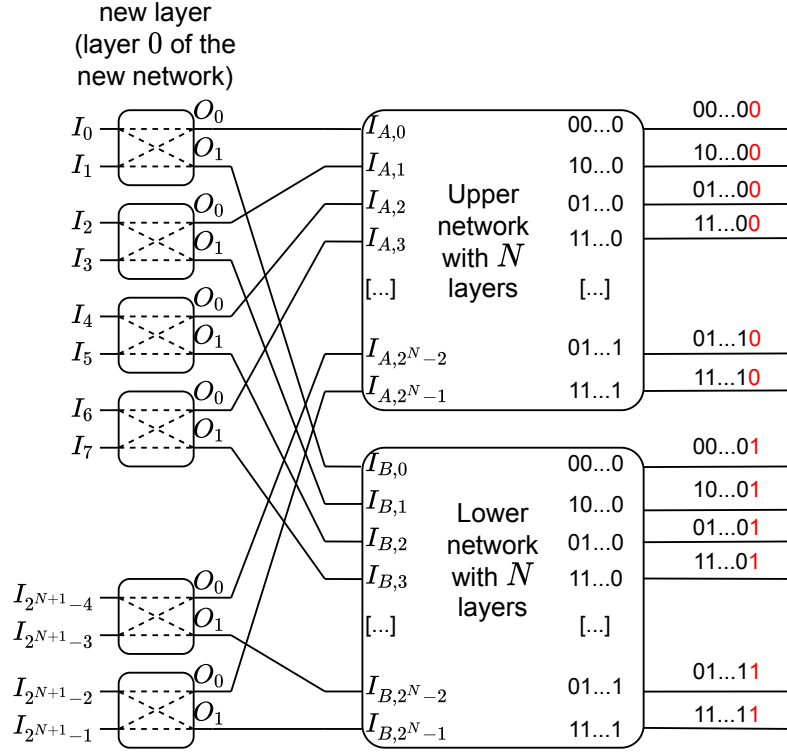 new layer
(layer 0 of the
new network)
I_0
I_1
O_0
O_1
I_2
I_3
O_0
O_1
I_4
I_5
O_0
O_1
I_6
I_7
O_0
O_1
I_{2^{N+1}-4}
I_{2^{N+1}-3}
O_0
O_1
I_{2^{N+1}-2}
I_{2^{N+1}-1}
O_0
O_1
I_{A,0}
I_{A,1}
I_{A,2}
I_{A,3}
[...]
I_{A,2^N-2}
I_{A,2^N-1}
Upper
network
with N
layers
00...0
10...0
01...0
11...0
[...]
01...1
11...1
00...00
10...00
01...00
11...00
01...10
11...10
I_{B,0}
I_{B,1}
I_{B,2}
I_{B,3}
[...]
I_{B,2^N-2}
I_{B,2^N-1}
Lower
network
with N
layers
00...0
10...0
01...0
11...0
[...]
01...1
11...1
00...01
10...01
01...01
11...01
01...11
11...11